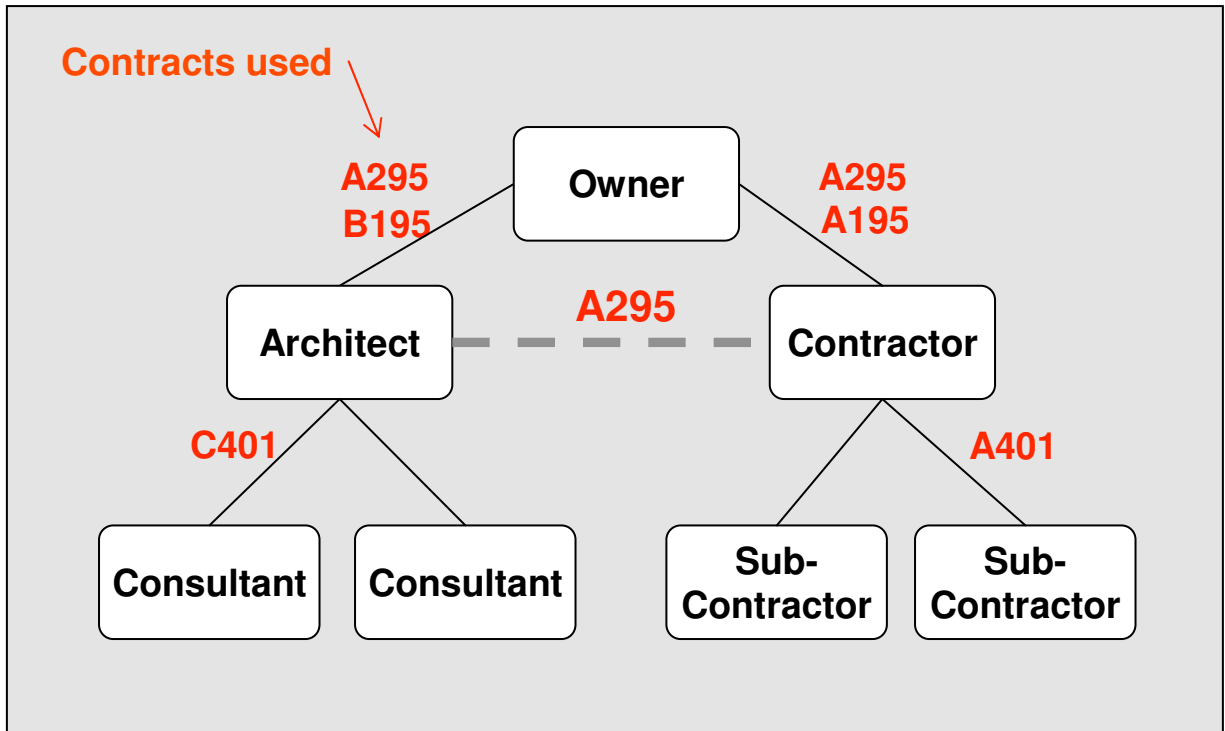 Contracts used
A295
B195
Owner
A295
A195
Architect
A295
Contractor
C401
A401
Consultant
Consultant
Sub-
Contractor
Sub-
Contractor